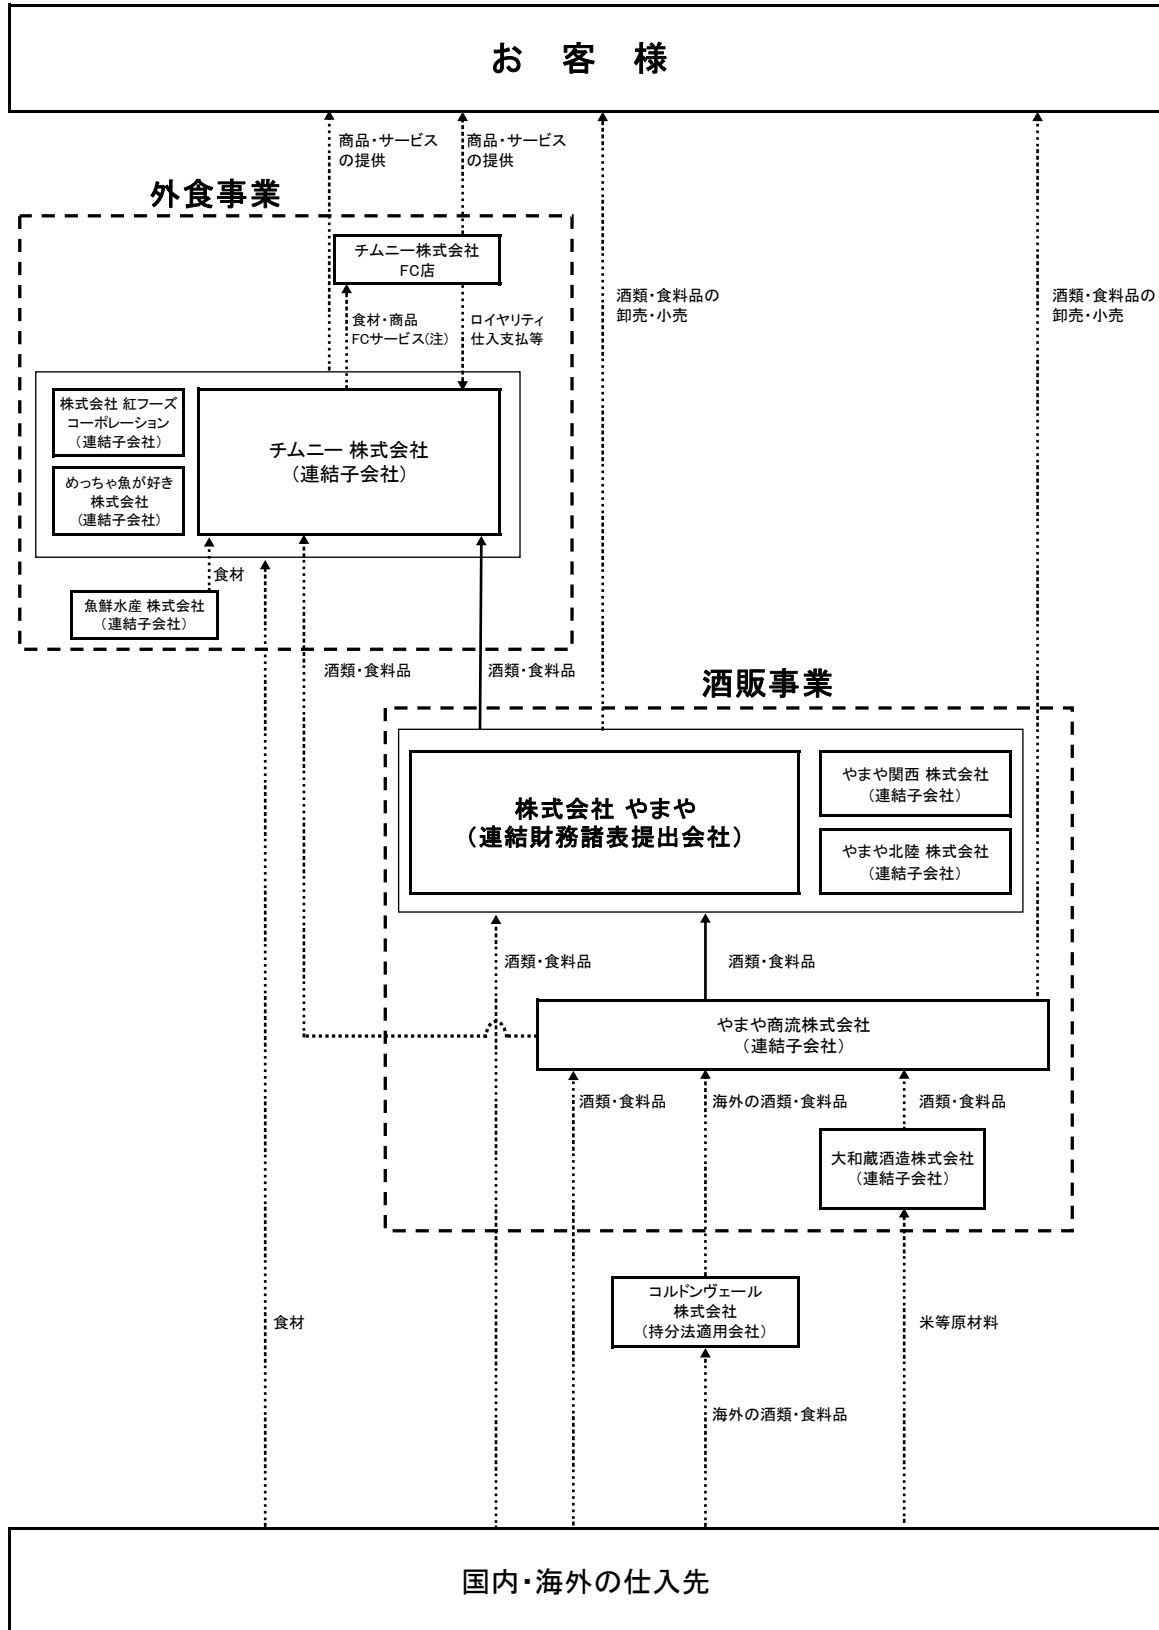 お 客 様
商品・サービス
の提供
商品・サービス
の提供
外食事業
チムニー株式会社
FC店
酒類・食料品の
卸売・小売
酒類・食料品の
卸売・小売
食材・商品
FCサービス(注)
ロイヤリティ
仕入支払等
株式会社 紅フーズ
コーポレーション
(連結子会社)
チムニー 株式会社
(連結子会社)
めっちゃ魚が好き
株式会社
(連結子会社)
食材
魚鮮水産 株式会社
(連結子会社)
酒類・食料品
酒類・食料品
酒販事業
株式会社 やまや
(連結財務諸表提出会社)
やまや関西 株式会社
(連結子会社)
やまや北陸 株式会社
(連結子会社)
酒類・食料品
酒類・食料品
やまや商流株式会社
(連結子会社)
酒類・食料品
海外の酒類・食料品
酒類・食料品
大和蔵酒造株式会社
(連結子会社)
コルドンヴェール
株式会社
(持分法適用会社)
食材
米等原材料
海外の酒類・食料品
国内・海外の仕入先